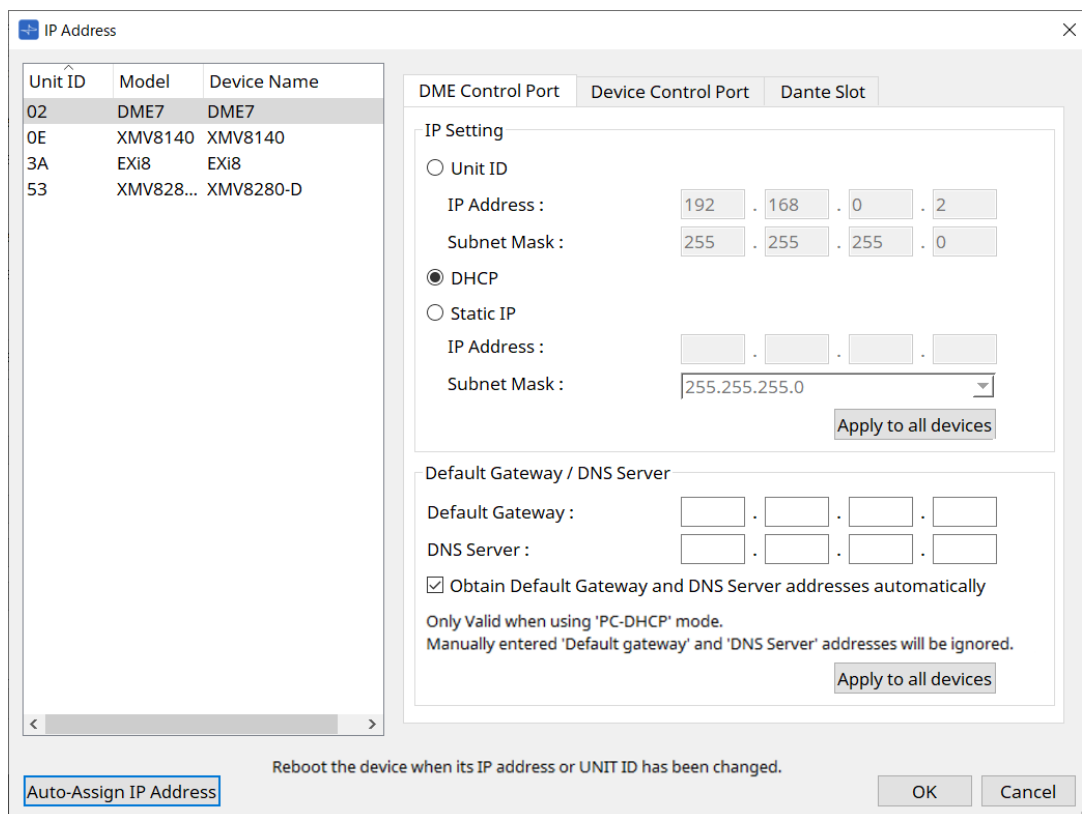 IP Address
Unit ID Model Device Name
02 DME7 DME7
0E XMV8140 XMV8140
3A EXi8 EXi8
53 XMV828... XMV8280-D
DME Control Port Device Control Port Dante Slot
IP Setting
Unit ID
IP Address : 192 . 168 . 0 . 2
Subnet Mask : 255 . 255 . 255 . 0
DHCP
Static IP
IP Address : . . .
Subnet Mask : 255.255.255.0
Apply to all devices
Default Gateway / DNS Server
Default Gateway : . . .
DNS Server : . . .
Obtain Default Gateway and DNS Server addresses automatically
Only Valid when using 'PC-DHCP' mode.
Manually entered 'Default gateway' and 'DNS Server' addresses will be ignored.
Apply to all devices
Reboot the device when its IP address or UNIT ID has been changed.
Auto-Assign IP Address OK Cancel